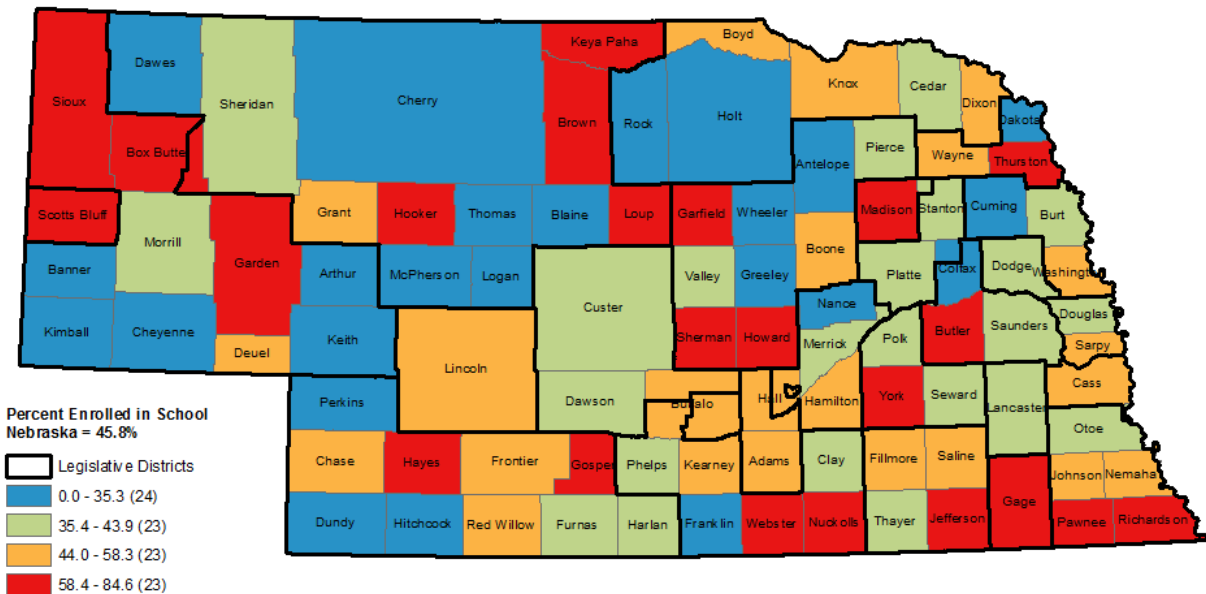 Keya Paha
Boyd
Dawes
Knox
Cedar
Dixon
Sioux
Sheridan
Cherry
Brown
Rock
Holt
Dakota
Box Butte
Antelope
Pierce
Wayne
Thurston
Scotts Bluff
Grant
Hooker
Thomas
Blaine
Loup
Garfield
Wheeler
Madison
Stanton
Cuming
Burt
Morrill
Boone
Banner
Garden
Arthur
McPherson
Logan
Valley
Greeley
Platte
Colfax
Dodge
Washington
Custer
Nance
Kimball
Cheyenne
Keith
Sherman
Howard
Merrick
Polk
Butler
Saunders
Douglas
Deuel
Lincoln
Sarpy
Perkins
Dawson
Buffalo
Hall
Hamilton
York
Seward
Lancaster
Cass
Otoe
Chase
Hayes
Frontier
Gosper
Phelps
Kearney
Adams
Clay
Fillmore
Saline
Johnson
Nemaha
Dundy
Hitchcock
Red Willow
Furnas
Harlan
Franklin
Webster
Nuckolls
Thayer
Jefferson
Gage
Pawnee
Richardson
Percent Enrolled in School
Nebraska = 45.8%
Legislative Districts
0.0 - 35.3 (24)
35.4 - 43.9 (23)
44.0 - 58.3 (23)
58.4 - 84.6 (23)